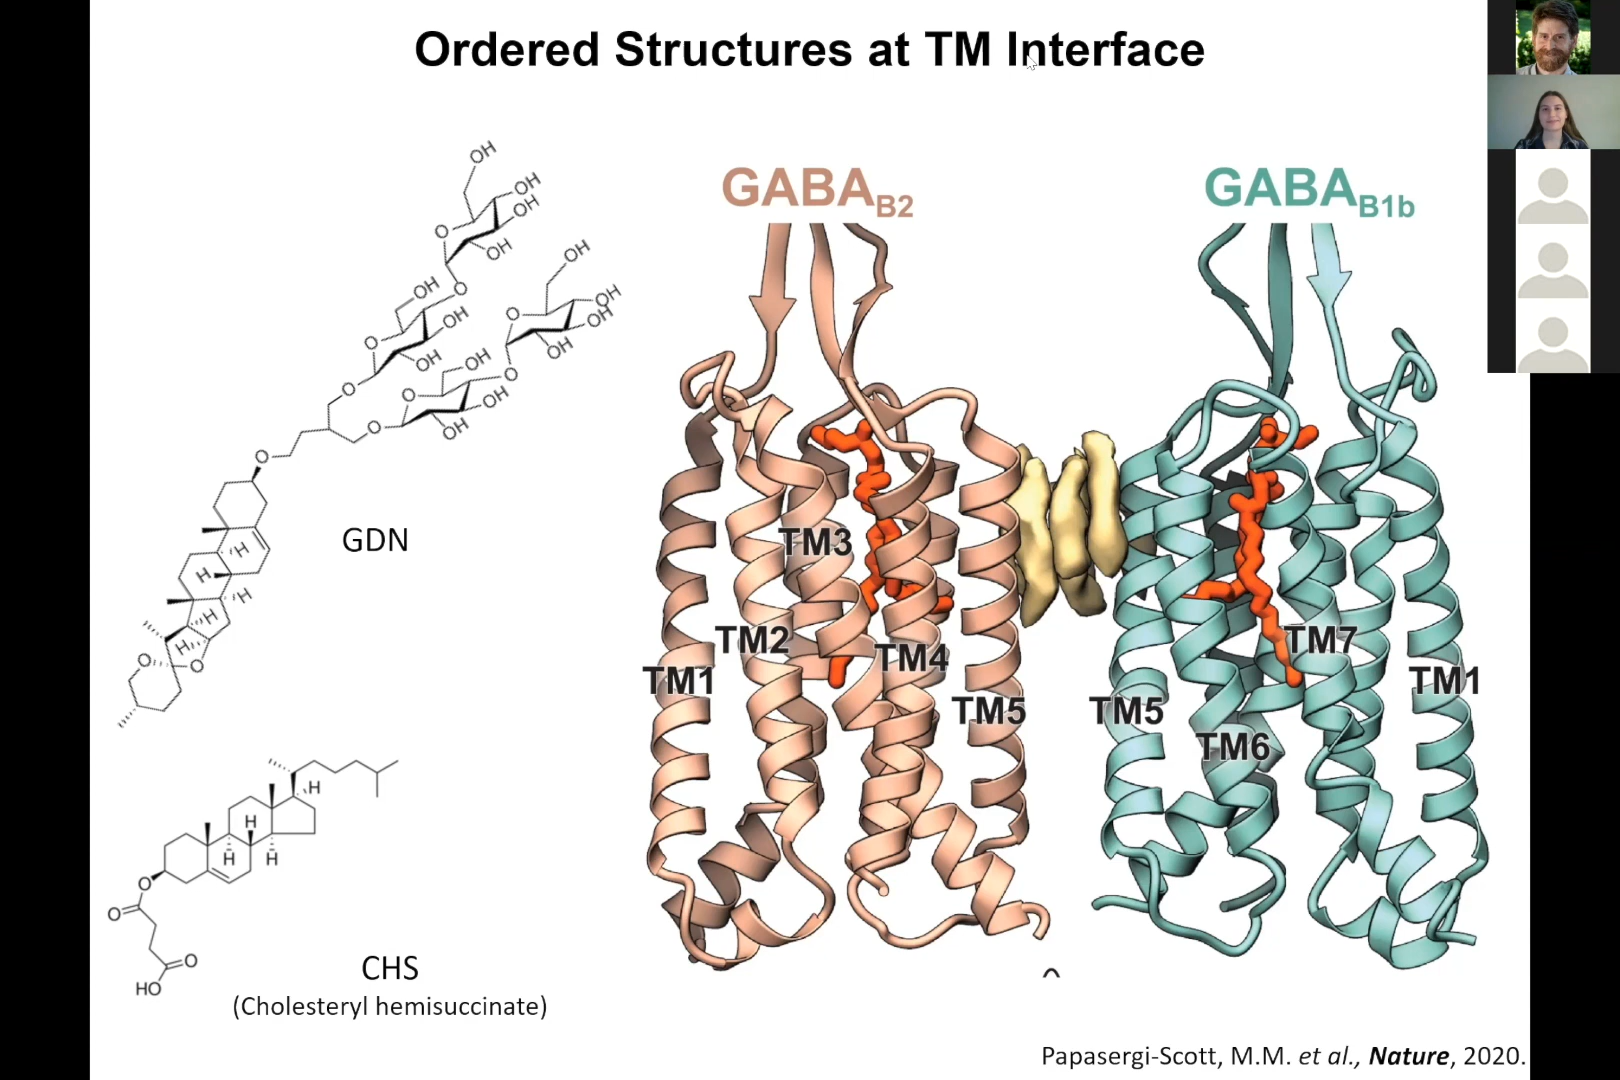 Ordered Structures at TM Interface
GABA_B2
GABA_B1b
OH
OH
OH
O
OH
OH
OH
O
OH
O
OH
O
OH
OH
O
OH
OH
O
OH
O
O
OH
OH
O
H
H
H
H
H
O
O
GDN
TM3
TM2
TM4
TM7
TM1
TM1
TM5
TM5
TM6
H
H
H
H
O
O
O
HO
CHS
(Cholesteryl hemisuccinate)
Papasergi-Scott, M.M. et al., Nature, 2020.